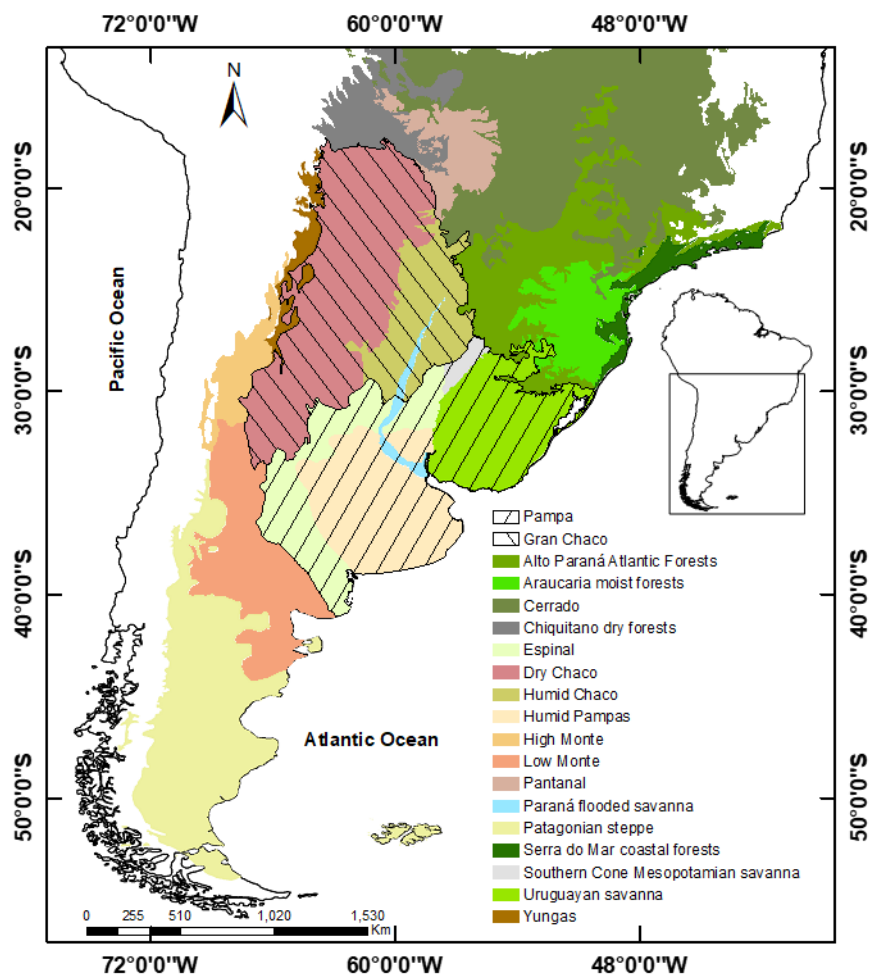 72°0'0"W 60°0'0"W 48°0'0"W
N
20°0'0"S 20°0'0"S
Pacific Ocean
30°0'0"S 30°0'0"S
Pampa
Gran Chaco
Alto Paraná Atlantic Forests
Araucaria moist forests
40°0'0"S 40°0'0"S
Cerrado
Chiquitano dry forests
Espinal
Dry Chaco
Humid Chaco
Humid Pampas
Atlantic Ocean
High Monte
Low Monte
Pantanal
50°0'0"S 50°0'0"S
Paraná flooded savanna
Patagonian steppe
Serra do Mar coastal forests
Southern Cone Mesopotamian savanna
Uruguayan savanna
Yungas
0 255 510 1,020 1,530
Km
72°0'0"W 60°0'0"W 48°0'0"W